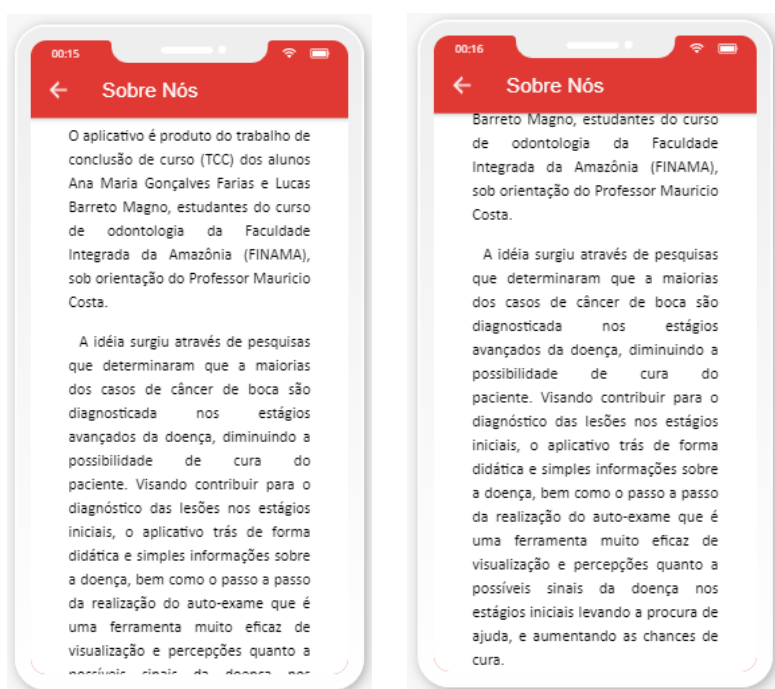 00:15
Sobre Nós
O aplicativo é produto do trabalho de
conclusão de curso (TCC) dos alunos
Ana Maria Gonçalves Farias e Lucas
Barreto Magno, estudantes do curso
de odontologia da Faculdade
Integrada da Amazônia (FINAMA),
sob orientação do Professor Mauricio
Costa.
A idéia surgiu através de pesquisas
que determinaram que a maiorias
dos casos de câncer de boca são
diagnosticada nos estágios
avançados da doença, diminuindo a
possibilidade de cura do
paciente. Visando contribuir para o
diagnóstico das lesões nos estágios
iniciais, o aplicativo trás de forma
didática e simples informações sobre
a doença, bem como o passo a passo
da realização do auto-exame que é
uma ferramenta muito eficaz de
visualização e percepções quanto a
possíveis sinais da doença nos
00:16
Sobre Nós
Barreto Magno, estudantes do curso
de odontologia da Faculdade
Integrada da Amazônia (FINAMA),
sob orientação do Professor Mauricio
Costa.
A idéia surgiu através de pesquisas
que determinaram que a maiorias
dos casos de câncer de boca são
diagnosticada nos estágios
avançados da doença, diminuindo a
possibilidade de cura do
paciente. Visando contribuir para o
diagnóstico das lesões nos estágios
iniciais, o aplicativo trás de forma
didática e simples informações sobre
a doença, bem como o passo a passo
da realização do auto-exame que é
uma ferramenta muito eficaz de
visualização e percepções quanto a
possíveis sinais da doença nos
estágios iniciais levando a procura de
ajuda, e aumentando as chances de
cura.